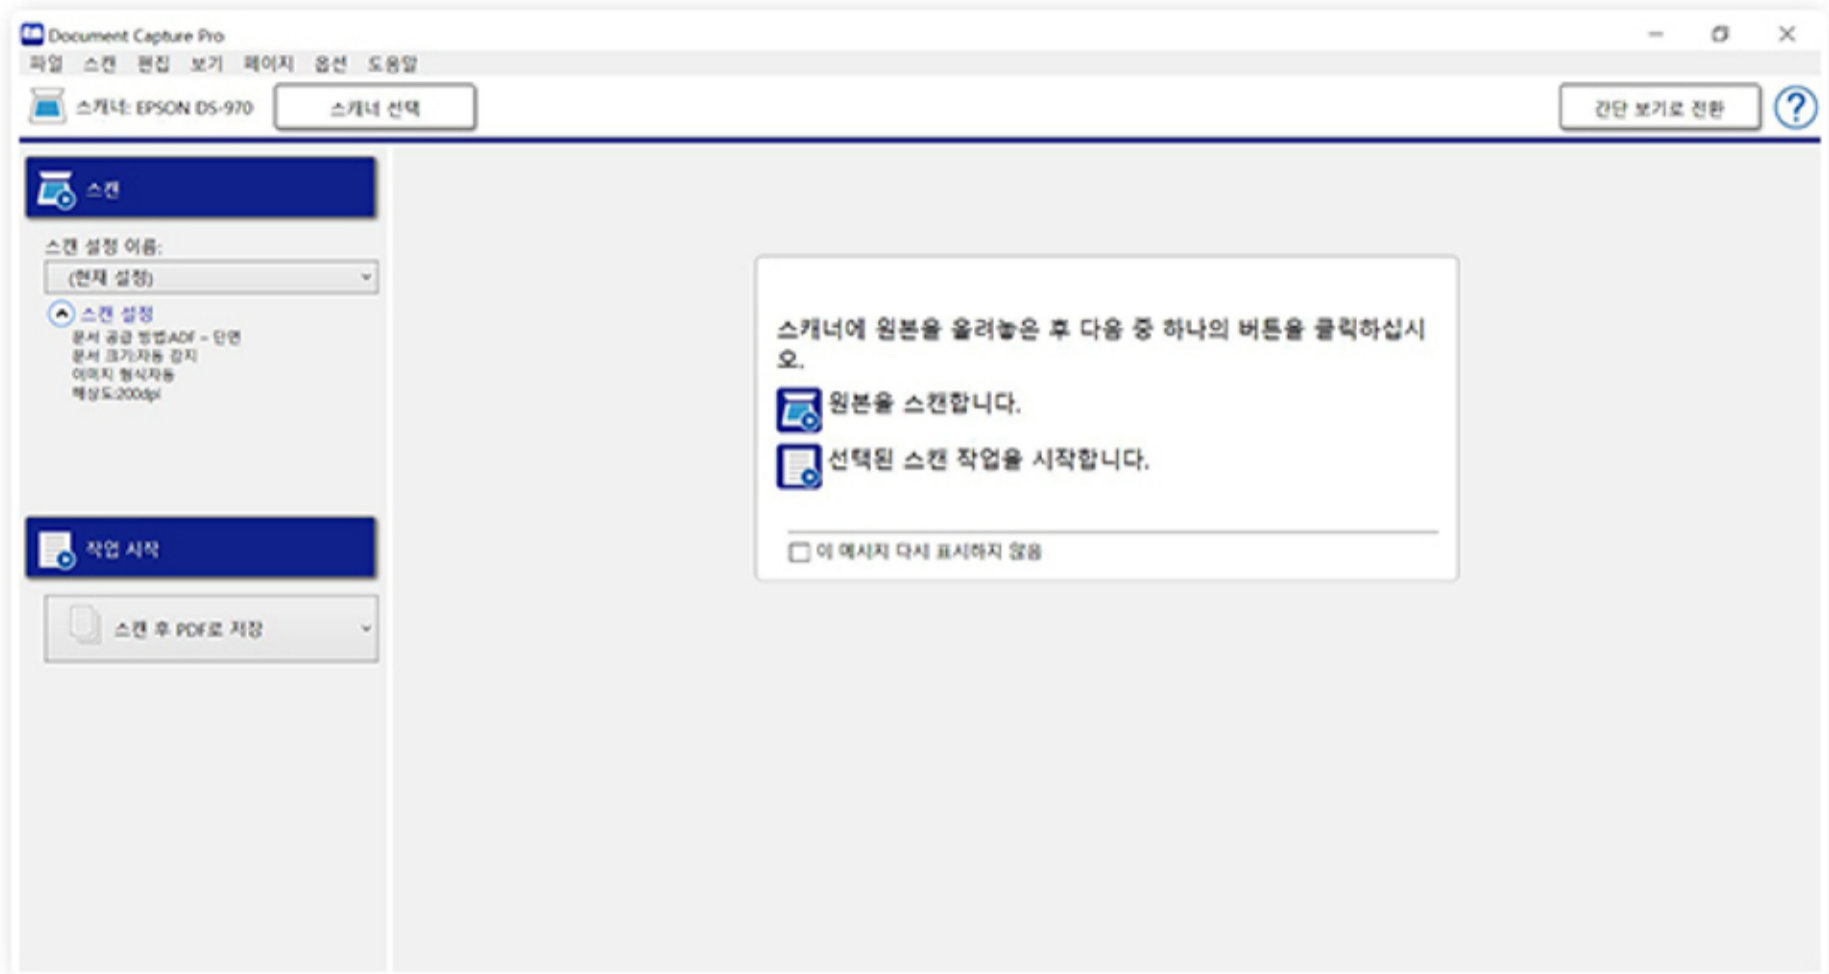 Document Capture Pro
파일 스캔 편집 보기 페이지 옵션 도움말
스캐너: EPSON DS-970 스캐너 선택 간단 보기로 전환 ?
스캔
스캔 설정 이름:
(현재 설정)
스캔 설정
문서 공급 방법:ADF – 단면
문서 크기:자동 감지
이미지 형식:자동
해상도:200dpi
작업 시작
스캔 후 PDF로 저장
스캐너에 원본을 올려놓은 후 다음 중 하나의 버튼을 클릭하십시
오.
원본을 스캔합니다.
선택된 스캔 작업을 시작합니다.
이 메시지 다시 표시하지 않음